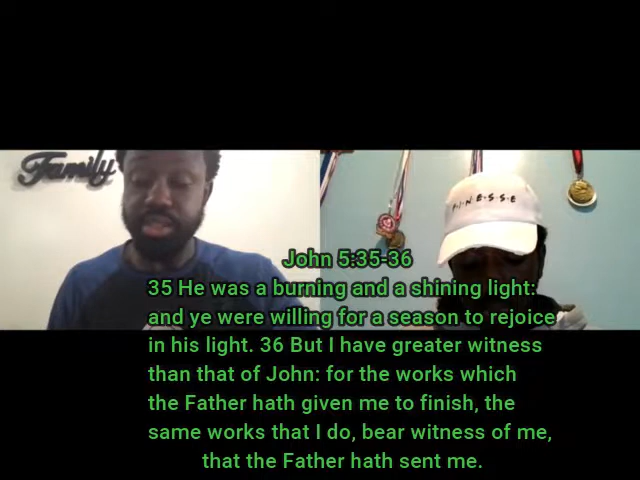 Family
F·I·N·E·S·S·E
John 5:35-36
35 He was a burning and a shining light:
and ye were willing for a season to rejoice
in his light. 36 But I have greater witness
than that of John: for the works which
the Father hath given me to finish, the
same works that I do, bear witness of me,
that the Father hath sent me.